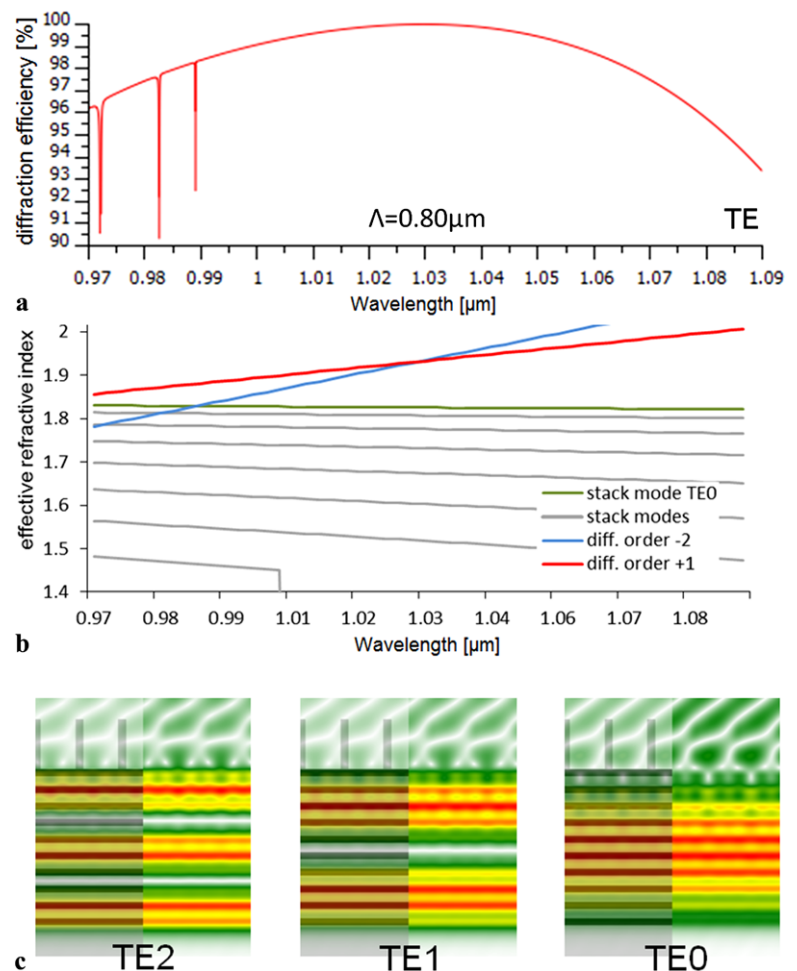 a
diffraction efficiency [%]
100
99
98
97
96
95
94
93
92
91
90
Λ=0.80µm
TE
0.97 0.98 0.99 1 1.01 1.02 1.03 1.04 1.05 1.06 1.07 1.08 1.09
Wavelength [µm]
b
effective refractive index
2
1.9
1.8
1.7
1.6
1.5
1.4
stack mode TE0
stack modes
diff. order -2
diff. order +1
0.97 0.98 0.99 1.01 1.02 1.03 1.04 1.05 1.06 1.08
Wavelength [µm]
c
TE2 TE1 TE0